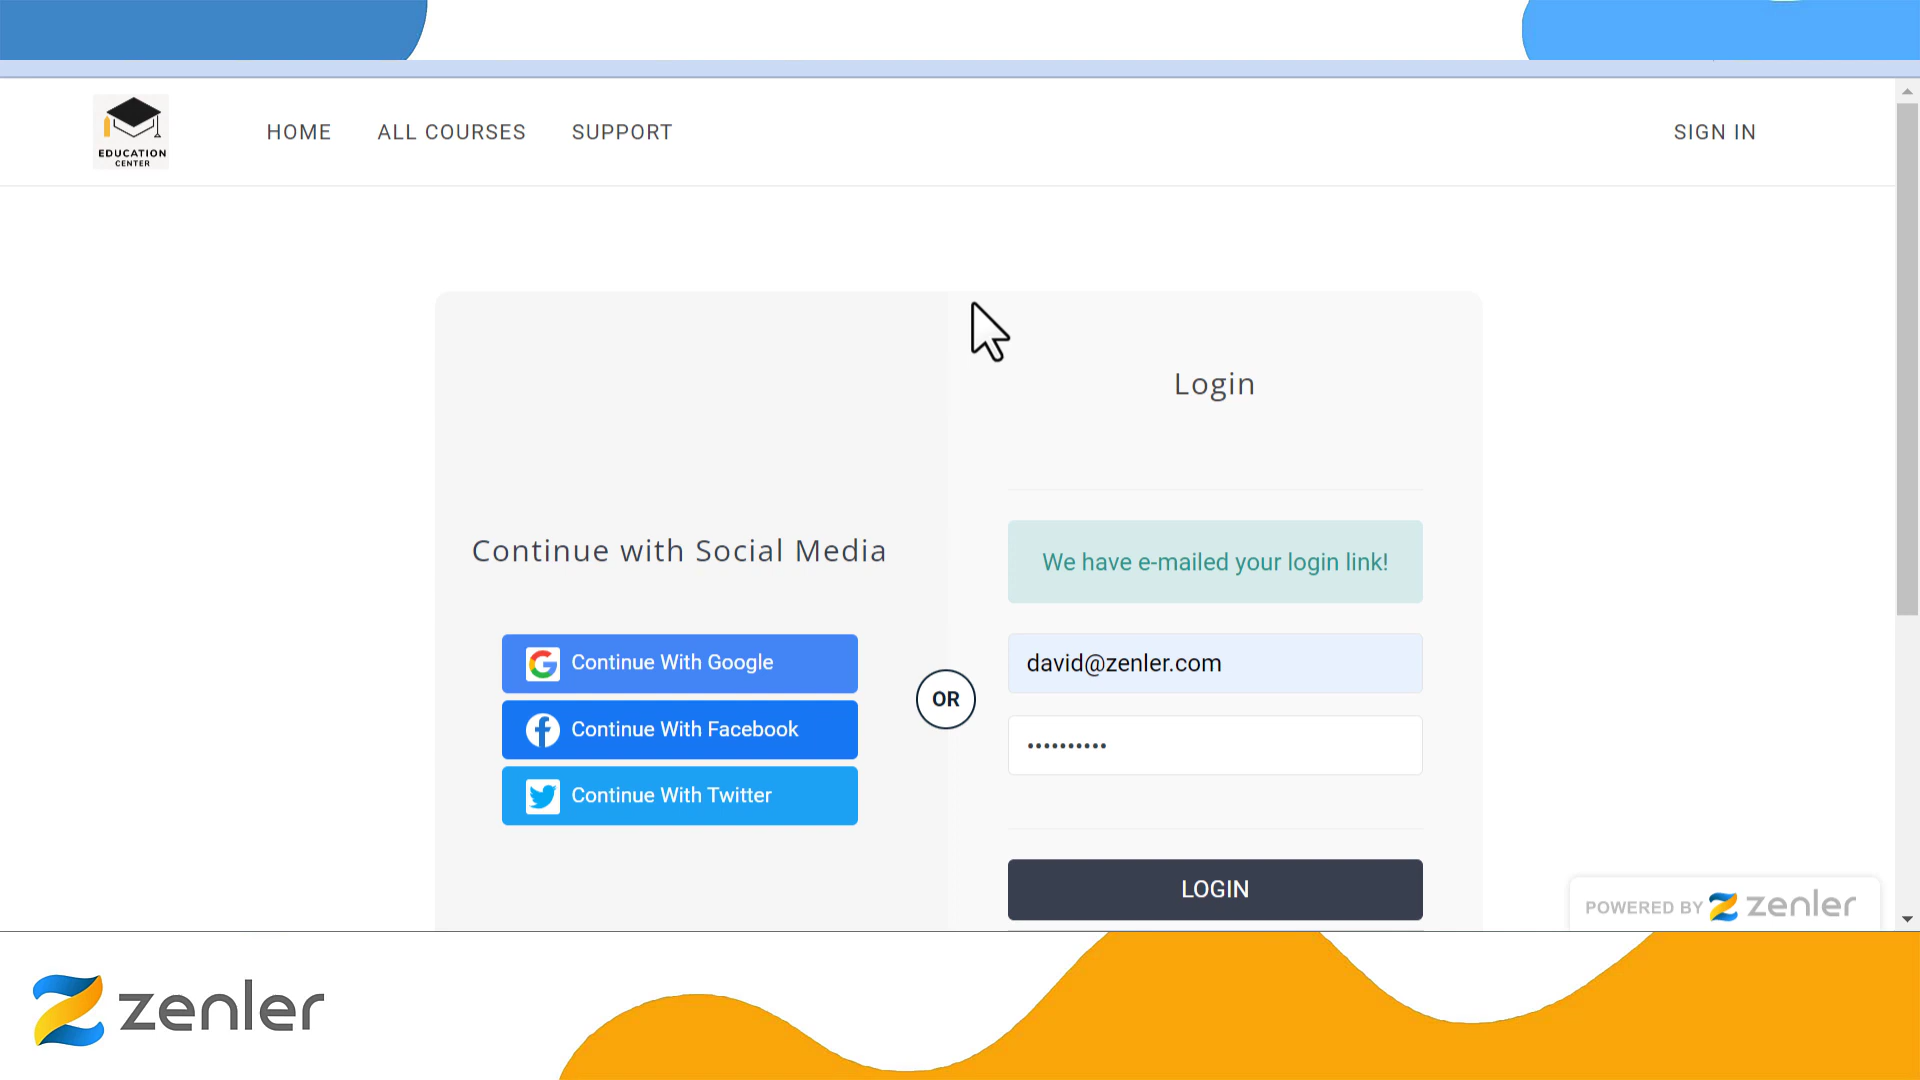 EDUCATION
CENTER
HOME
ALL COURSES
SUPPORT
SIGN IN
Login
We have e-mailed your login link!
Continue with Social Media
Continue With Google
Continue With Facebook
Continue With Twitter
OR
david@zenler.com
••••••••••
LOGIN
POWERED BY zenler
zenler